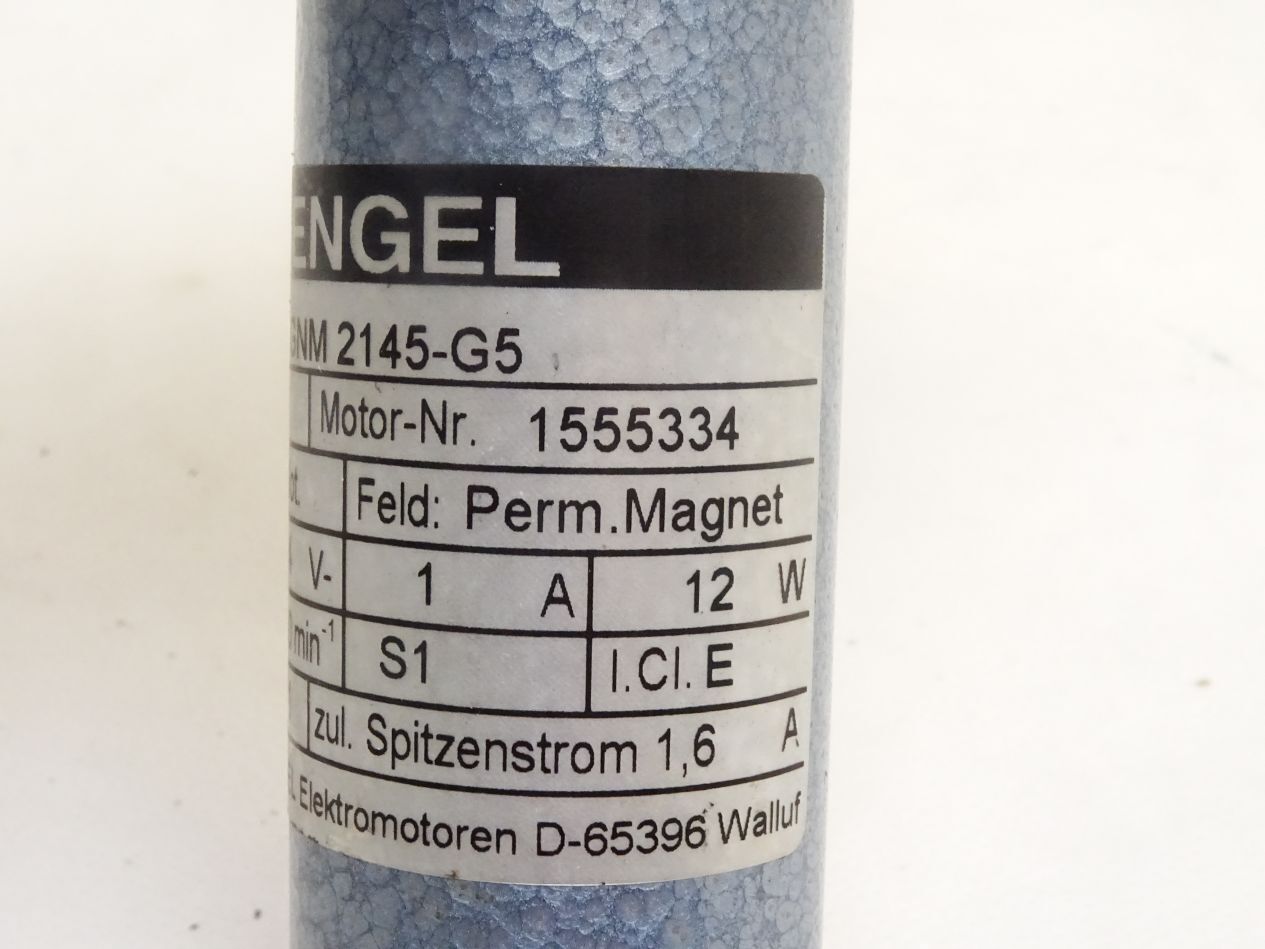 ENGEL
GNM 2145-G5
Motor-Nr. 1555334
Feld: Perm.Magnet
V- 1 A 12 W
min-1 S1 I.Cl. E
zul. Spitzenstrom 1,6 A
Elektromotoren D-65396 Walluf